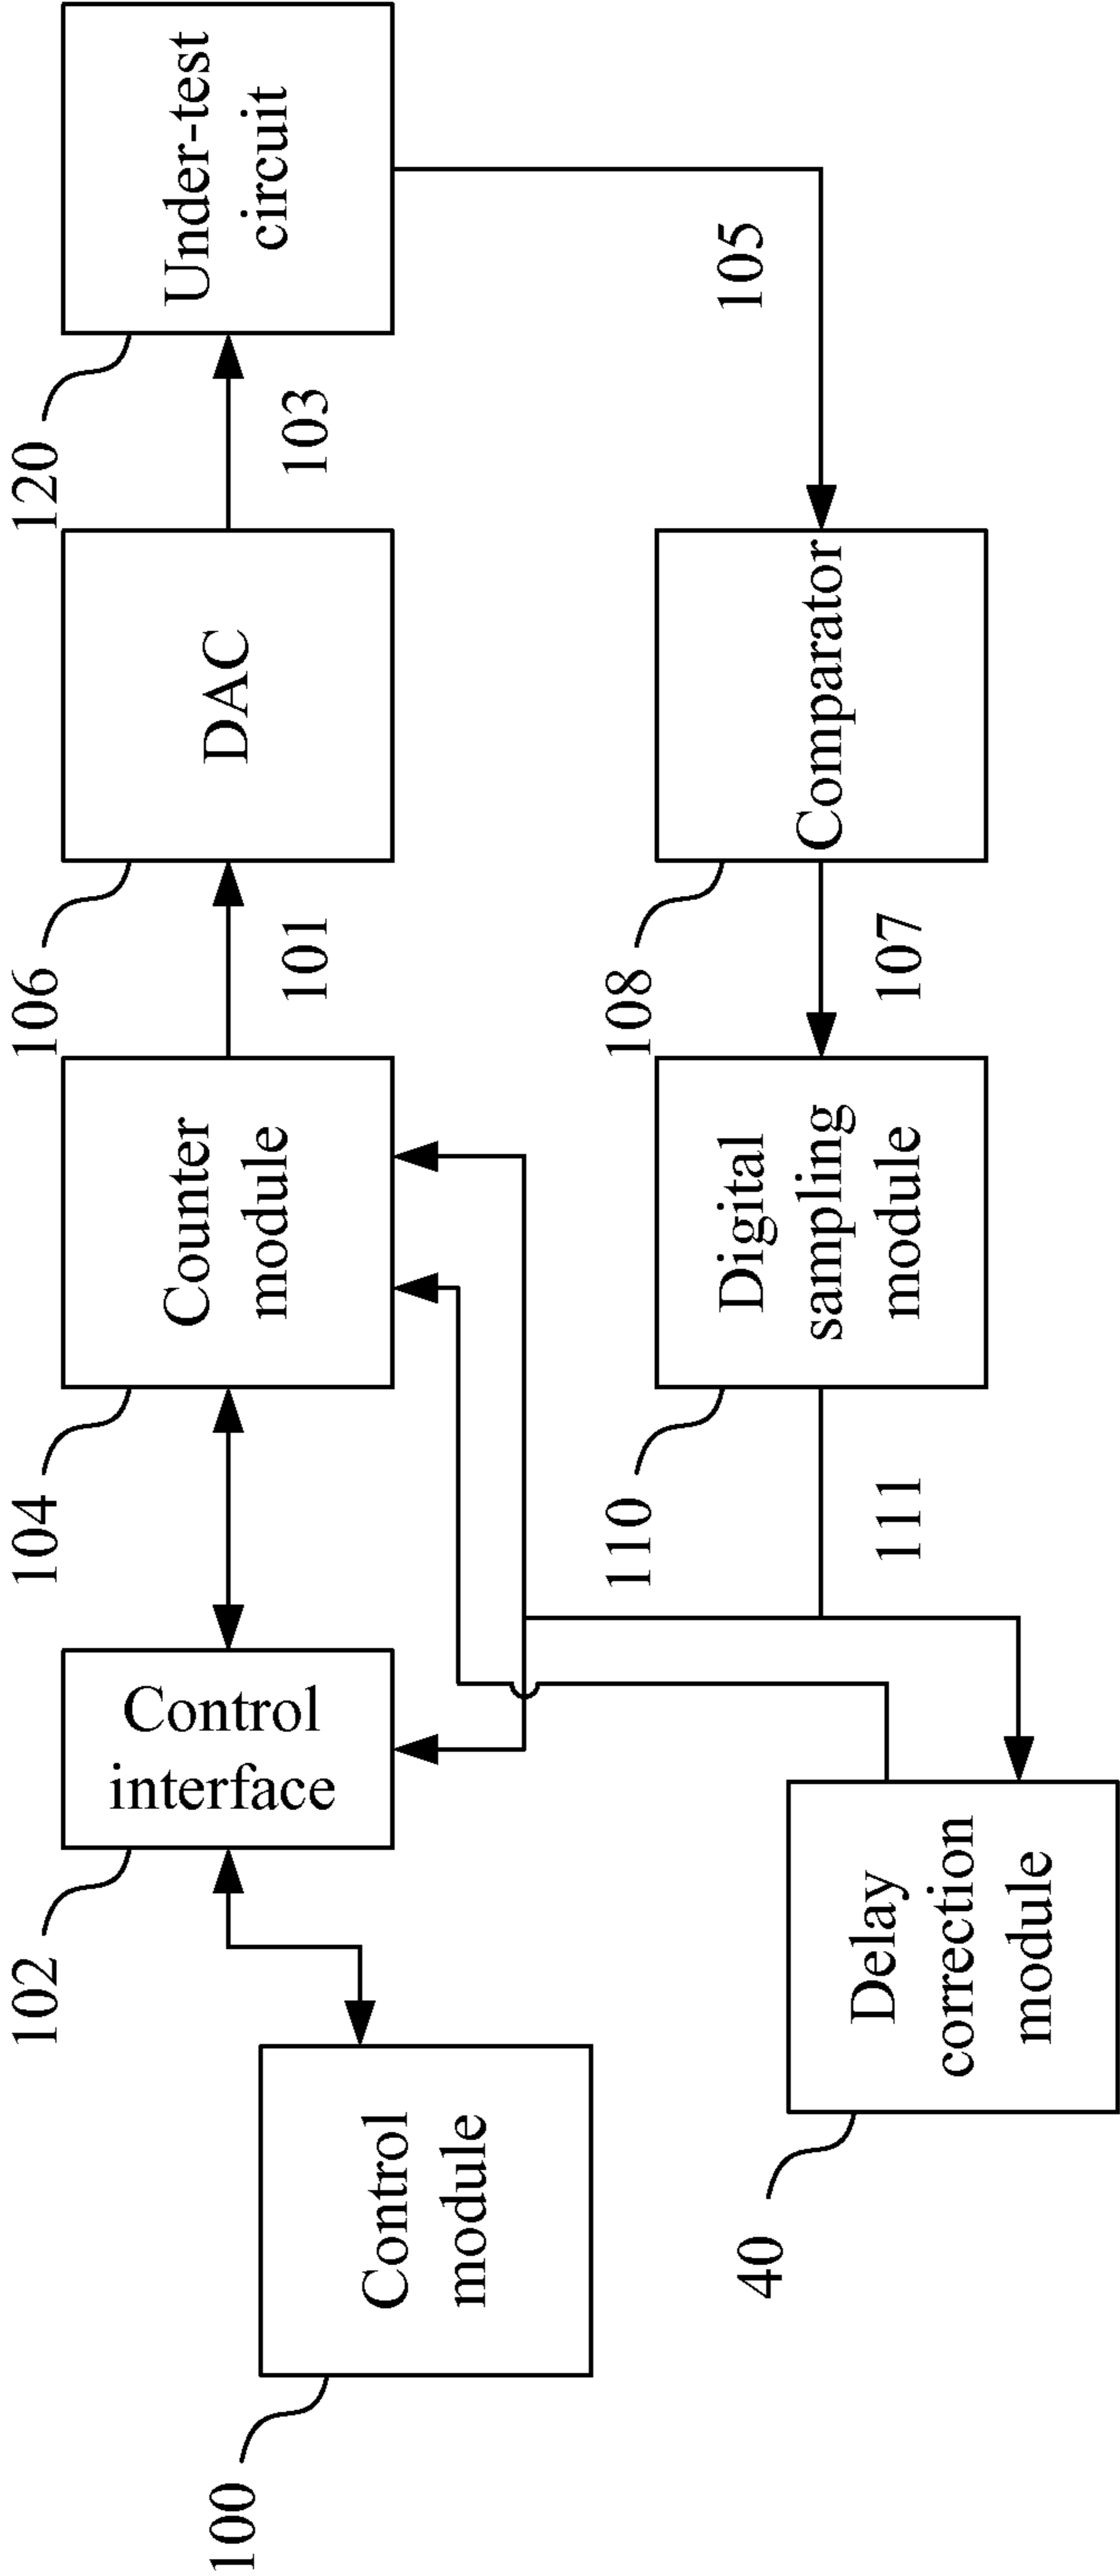 100
Control
module
102
Control
interface
104
Counter
module
101
106
DAC
103
120
Under-test
circuit
105
108
Comparator
107
110
Digital
sampling
module
111
40
Delay
correction
module